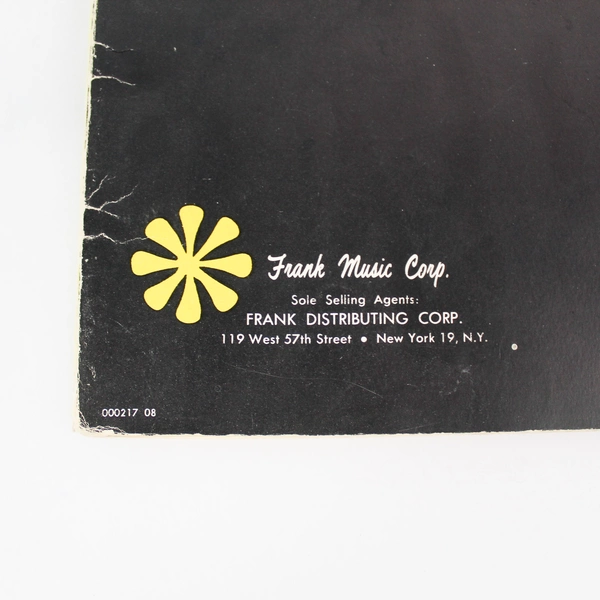 Frank Music Corp.
Sole Selling Agents:
FRANK DISTRIBUTING CORP.
119 West 57th Street • New York 19, N.Y.
000217 08